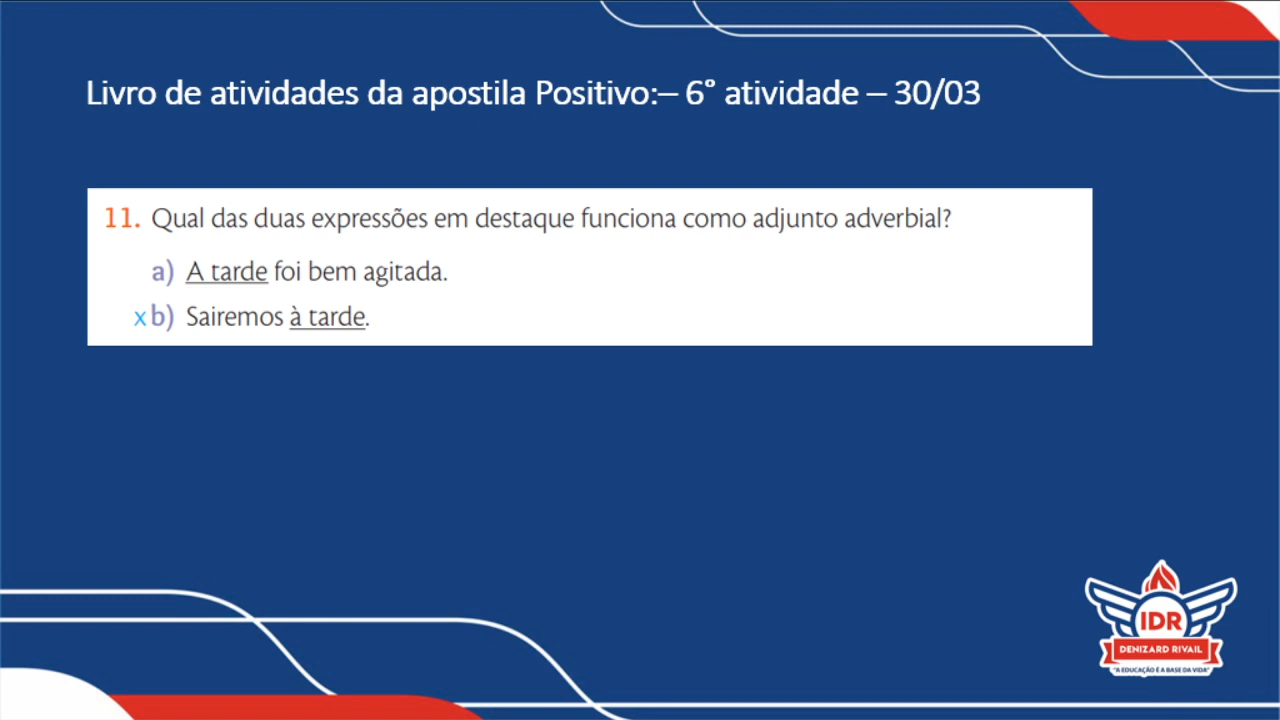 Livro de atividades da apostila Positivo:– 6° atividade – 30/03
11. Qual das duas expressões em destaque funciona como adjunto adverbial?
a) A tarde foi bem agitada.
x b) Sairemos à tarde.
IDR
DENIZARD RIVAIL
"A EDUCAÇÃO É A BASE DA VIDA"